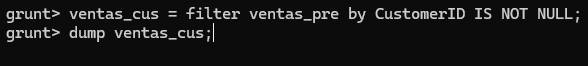 grunt> ventas_cus = filter ventas_pre by CustomerID IS NOT NULL;
grunt> dump ventas_cus;